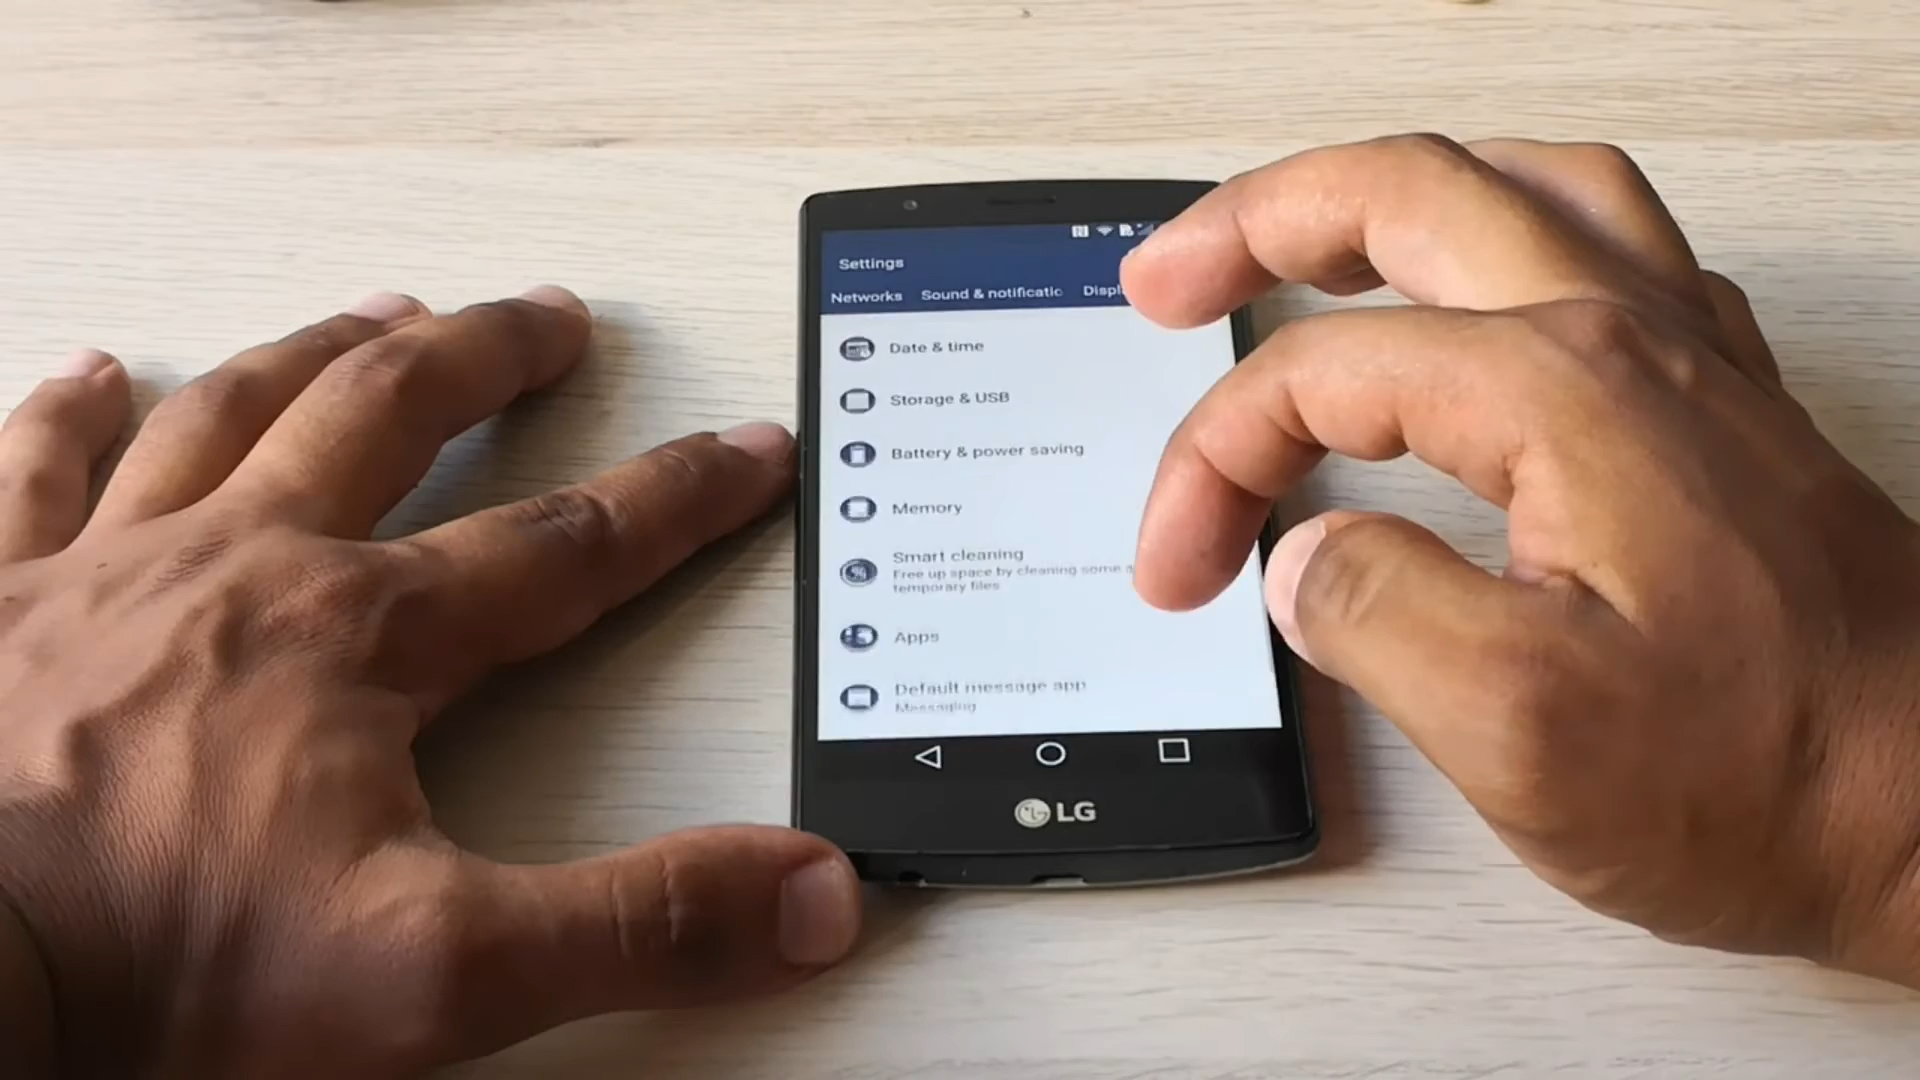 Settings
Networks Sound & notificatic Displ
Date & time
Storage & USB
Battery & power saving
Memory
Smart cleaning
Free up space by cleaning some
temporary files
Apps
Default message app
Messaging
LG